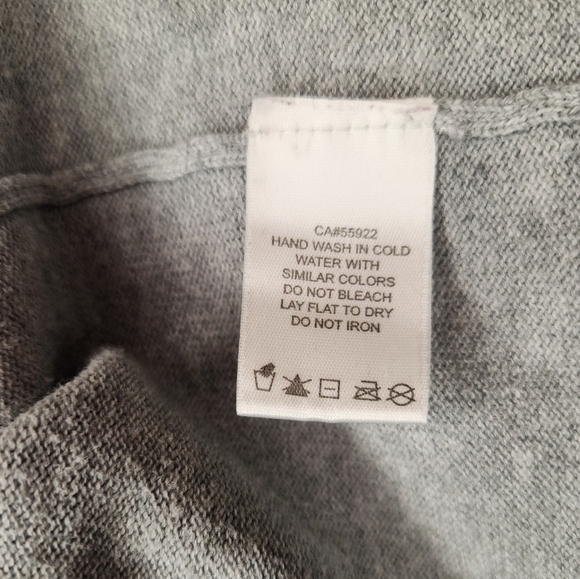 CA#55922
HAND WASH IN COLD
WATER WITH
SIMILAR COLORS
DO NOT BLEACH
LAY FLAT TO DRY
DO NOT IRON